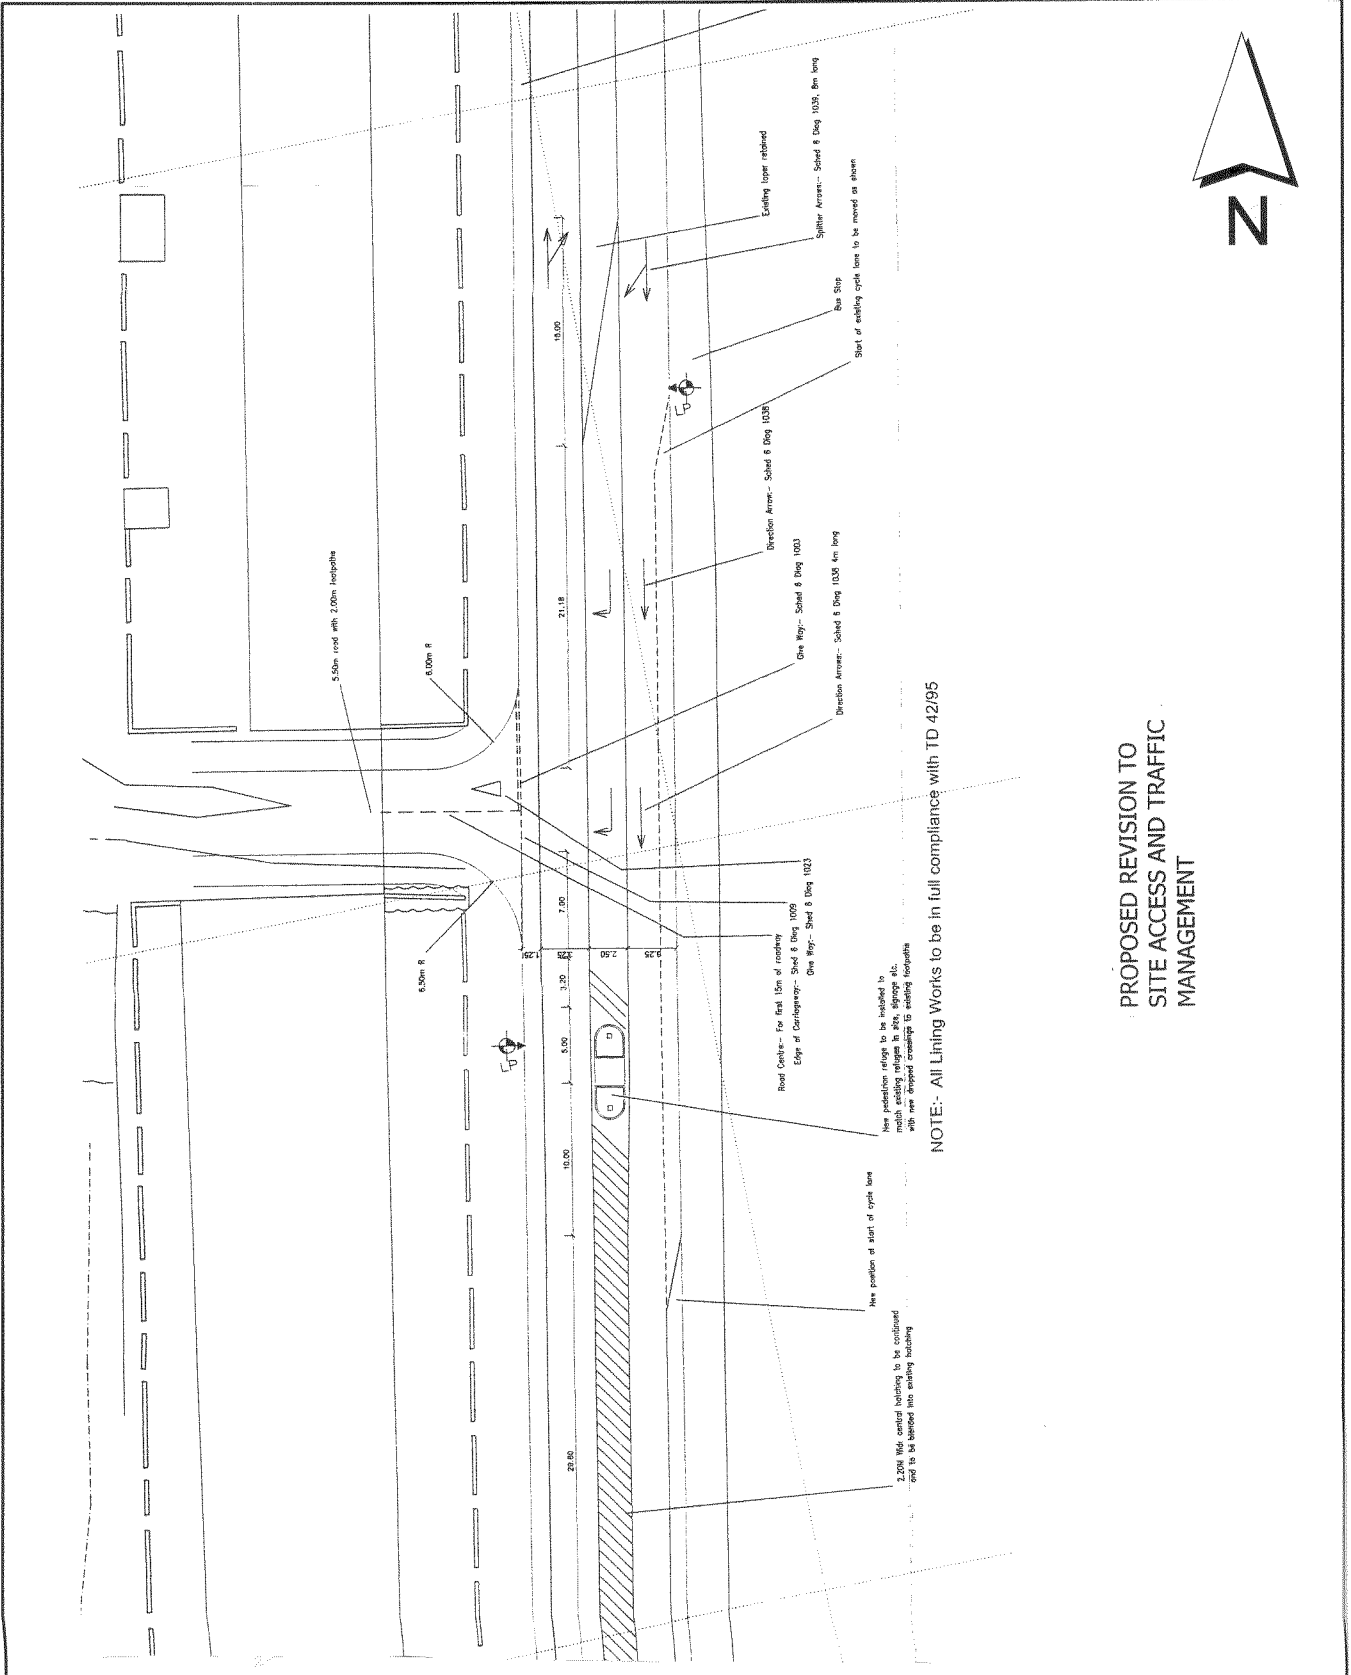 N
Existing taper retained
Splitter Arrows:- Sched 6 Diag 1039, 8m long
Bus Stop
Start of existing cycle lane to be moved as shown
Direction Arrow:- Sched 6 Diag 1038
Give Way:- Sched 6 Diag 1003
Direction Arrows:- Sched 6 Diag 1038 4m long
5.50m road with 2.00m footpaths
6.00m R
6.50m R
18.00
21.18
7.00
3.20
5.00
10.00
29.60
1.25
2.50
3.25
Give Way:- Shed 6 Diag 1023
Edge of Carriageway:- Shed 6 Diag 1009
Road Centre:- For first 15m of roadway
New pedestrian refuge to be installed to
match existing refuges in size, signage etc.
with new dropped crossings to existing footpaths
New position of start of cycle lane
2.20M Wide central hatching to be continued
and to be blended into existing hatching
NOTE:- All Lining Works to be in full compliance with TD 42/95
PROPOSED REVISION TO
SITE ACCESS AND TRAFFIC
MANAGEMENT